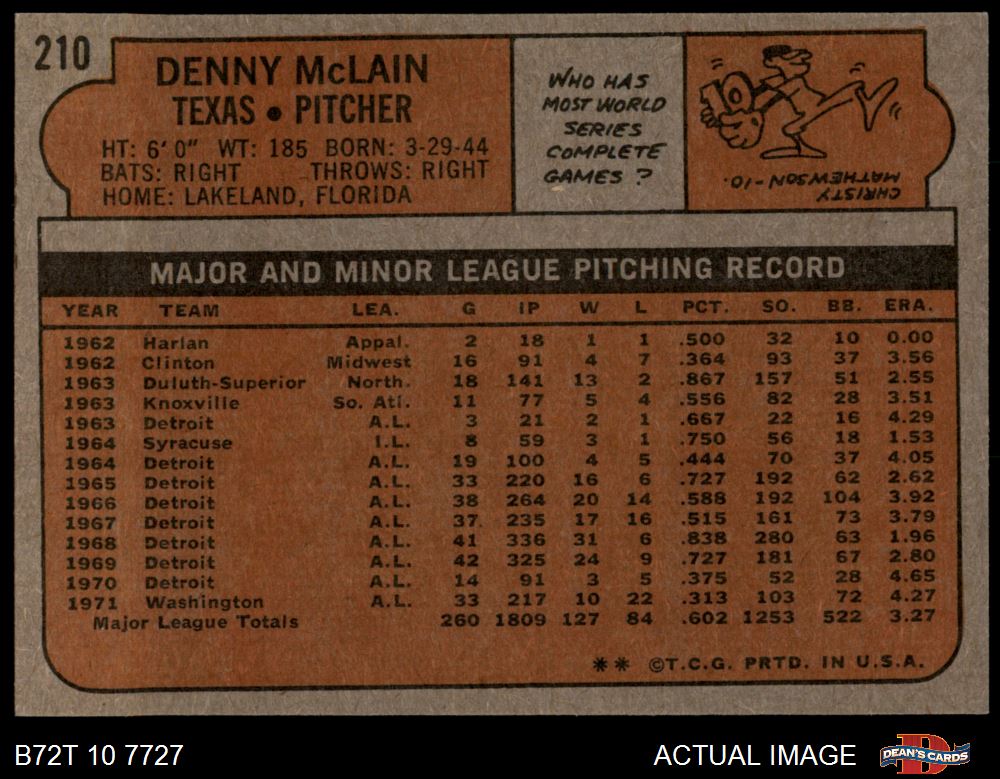 210
DENNY McLAIN
TEXAS • PITCHER
HT: 6'0" WT: 185 BORN: 3-29-44
BATS: RIGHT THROWS: RIGHT
HOME: LAKELAND, FLORIDA
WHO HAS
MOST WORLD
SERIES
COMPLETE
GAMES?
10
CHRISTY
MATHEWSON-10.
MAJOR AND MINOR LEAGUE PITCHING RECORD
YEAR TEAM LEA. G IP W L PCT. SO. BB. ERA.
1962 Harlan Appal. 2 18 1 1 .500 32 10 0.00
1962 Clinton Midwest 16 91 4 7 .364 93 37 3.56
1963 Duluth-Superior North. 18 141 13 2 .867 157 51 2.55
1963 Knoxville So. Atl. 11 77 5 4 .556 82 28 3.51
1963 Detroit A.L. 3 21 2 1 .667 22 16 4.29
1964 Syracuse I.L. 8 59 3 1 .750 56 18 1.53
1964 Detroit A.L. 19 100 4 5 .444 70 37 4.05
1965 Detroit A.L. 33 220 16 6 .727 192 62 2.62
1966 Detroit A.L. 38 264 20 14 .588 192 104 3.92
1967 Detroit A.L. 37 235 17 16 .515 161 73 3.79
1968 Detroit A.L. 41 336 31 6 .838 280 63 1.96
1969 Detroit A.L. 42 325 24 9 .727 181 67 2.80
1970 Detroit A.L. 14 91 3 5 .375 52 28 4.65
1971 Washington A.L. 33 217 10 22 .313 103 72 4.27
Major League Totals 260 1809 127 84 .602 1253 522 3.27
** ©T.C.G. PRTD. IN U.S.A.
B72T 10 7727 ACTUAL IMAGE DEAN'S CARDS